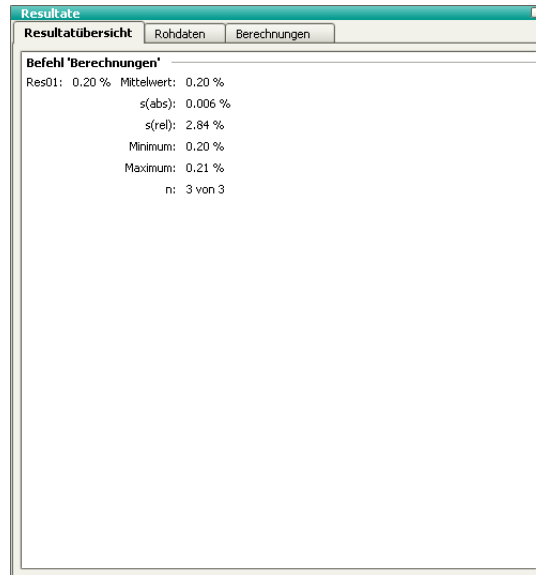 Resultate
Resultatübersicht Rohdaten Berechnungen
Befehl 'Berechnungen'
Res01: 0.20 % Mittelwert: 0.20 %
s(abs): 0.006 %
s(rel): 2.84 %
Minimum: 0.20 %
Maximum: 0.21 %
n: 3 von 3